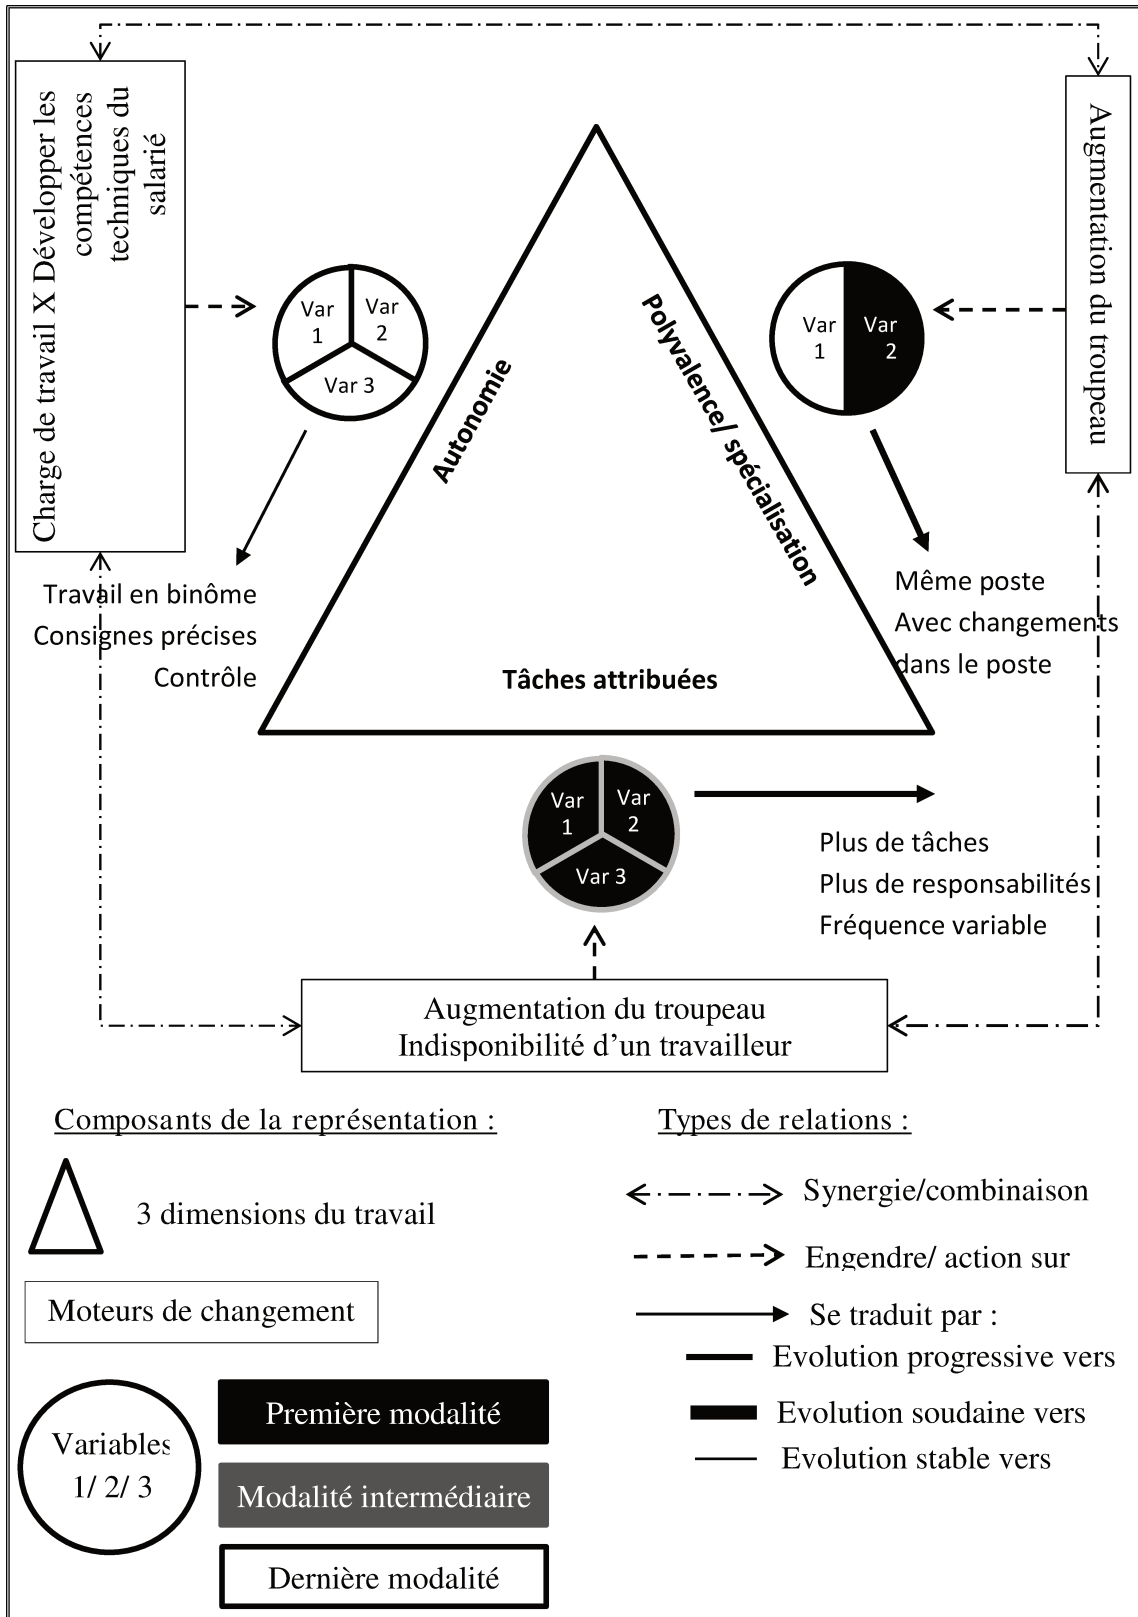 Charge de travail X Développer les
compétences
techniques du
salarié
Augmentation du troupeau
Var
1
Var
2
Var 3
Autonomie
Polyvalence/ spécialisation
Var
1
Var
2
Travail en binôme
Consignes précises
Contrôle
Même poste
Avec changements
dans le poste
Tâches attribuées
Var
1
Var
2
Var 3
Plus de tâches
Plus de responsabilités
Fréquence variable
Augmentation du troupeau
Indisponibilité d’un travailleur
Composants de la représentation :
3 dimensions du travail
Moteurs de changement
Variables
1/ 2/ 3
Première modalité
Modalité intermédiaire
Dernière modalité
Types de relations :
Synergie/combinaison
Engendre/ action sur
Se traduit par :
Evolution progressive vers
Evolution soudaine vers
Evolution stable vers